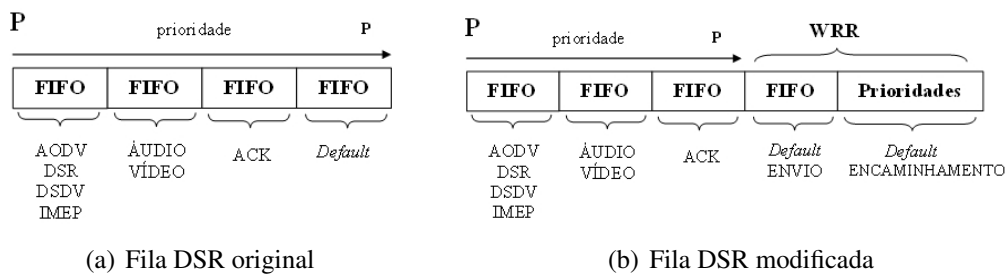 P prioridade P
FIFO FIFO FIFO FIFO
AODV ÁUDIO ACK Default
DSR VÍDEO
DSDV
IMEP
(a) Fila DSR original
WRR
P prioridade P
FIFO FIFO FIFO FIFO Prioridades
AODV ÁUDIO ACK Default Default
DSR VÍDEO ENVIO ENCAMINHAMENTO
DSDV
IMEP
(b) Fila DSR modificada